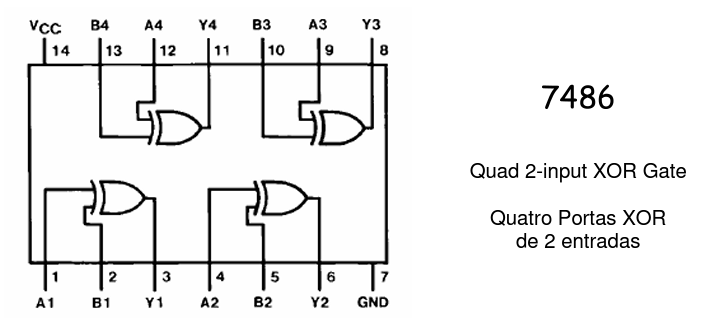 VCC B4 A4 Y4 B3 A3 Y3
14 13 12 11 10 9 8
1 2 3 4 5 6 7
A1 B1 Y1 A2 B2 Y2 GND
7486
Quad 2-input XOR Gate
Quatro Portas XOR
de 2 entradas